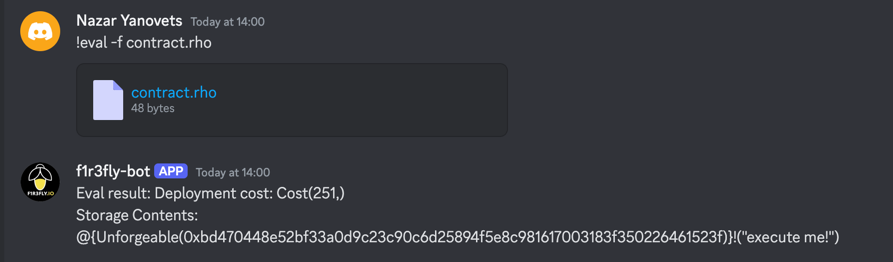 Nazar Yanovets Today at 14:00
!eval -f contract.rho
contract.rho
48 bytes
f1r3fly-bot APP Today at 14:00
Eval result: Deployment cost: Cost(251,)
Storage Contents:
@{Unforgeable(0xbd470448e52bf33a0d9c23c90c6d25894f5e8c981617003183f350226461523f)}!("execute me!")
F1R3FLY.IO